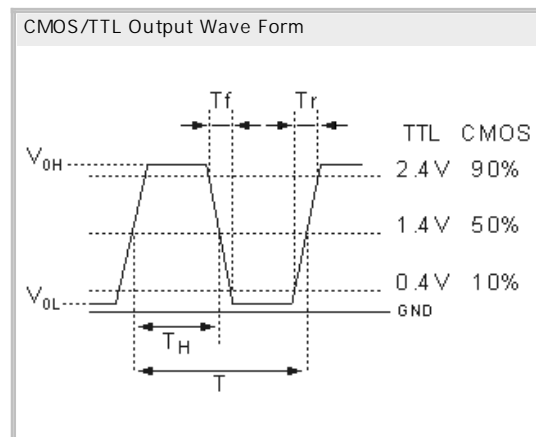 CMOS/TTL Output Wave Form
Tf Tr
TTL CMOS
V0H
2.4V 90%
1.4V 50%
0.4V 10%
V0L
GND
TH
T